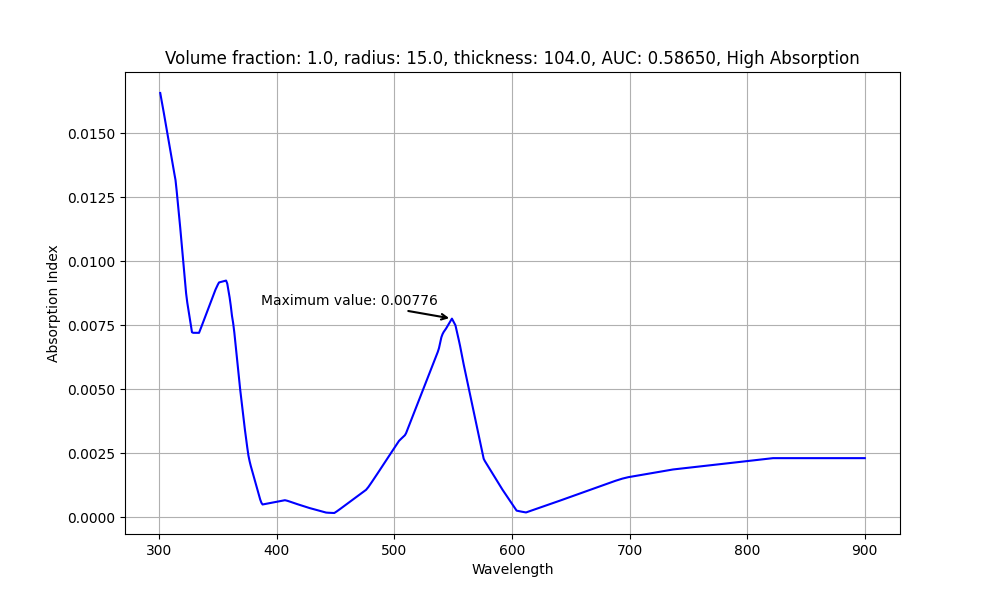 Volume fraction: 1.0, radius: 15.0, thickness: 104.0, AUC: 0.58650, High Absorption
0.0150
0.0125
0.0100
0.0075
0.0050
0.0025
0.0000
Absorption Index
Maximum value: 0.00776
300 400 500 600 700 800 900
Wavelength